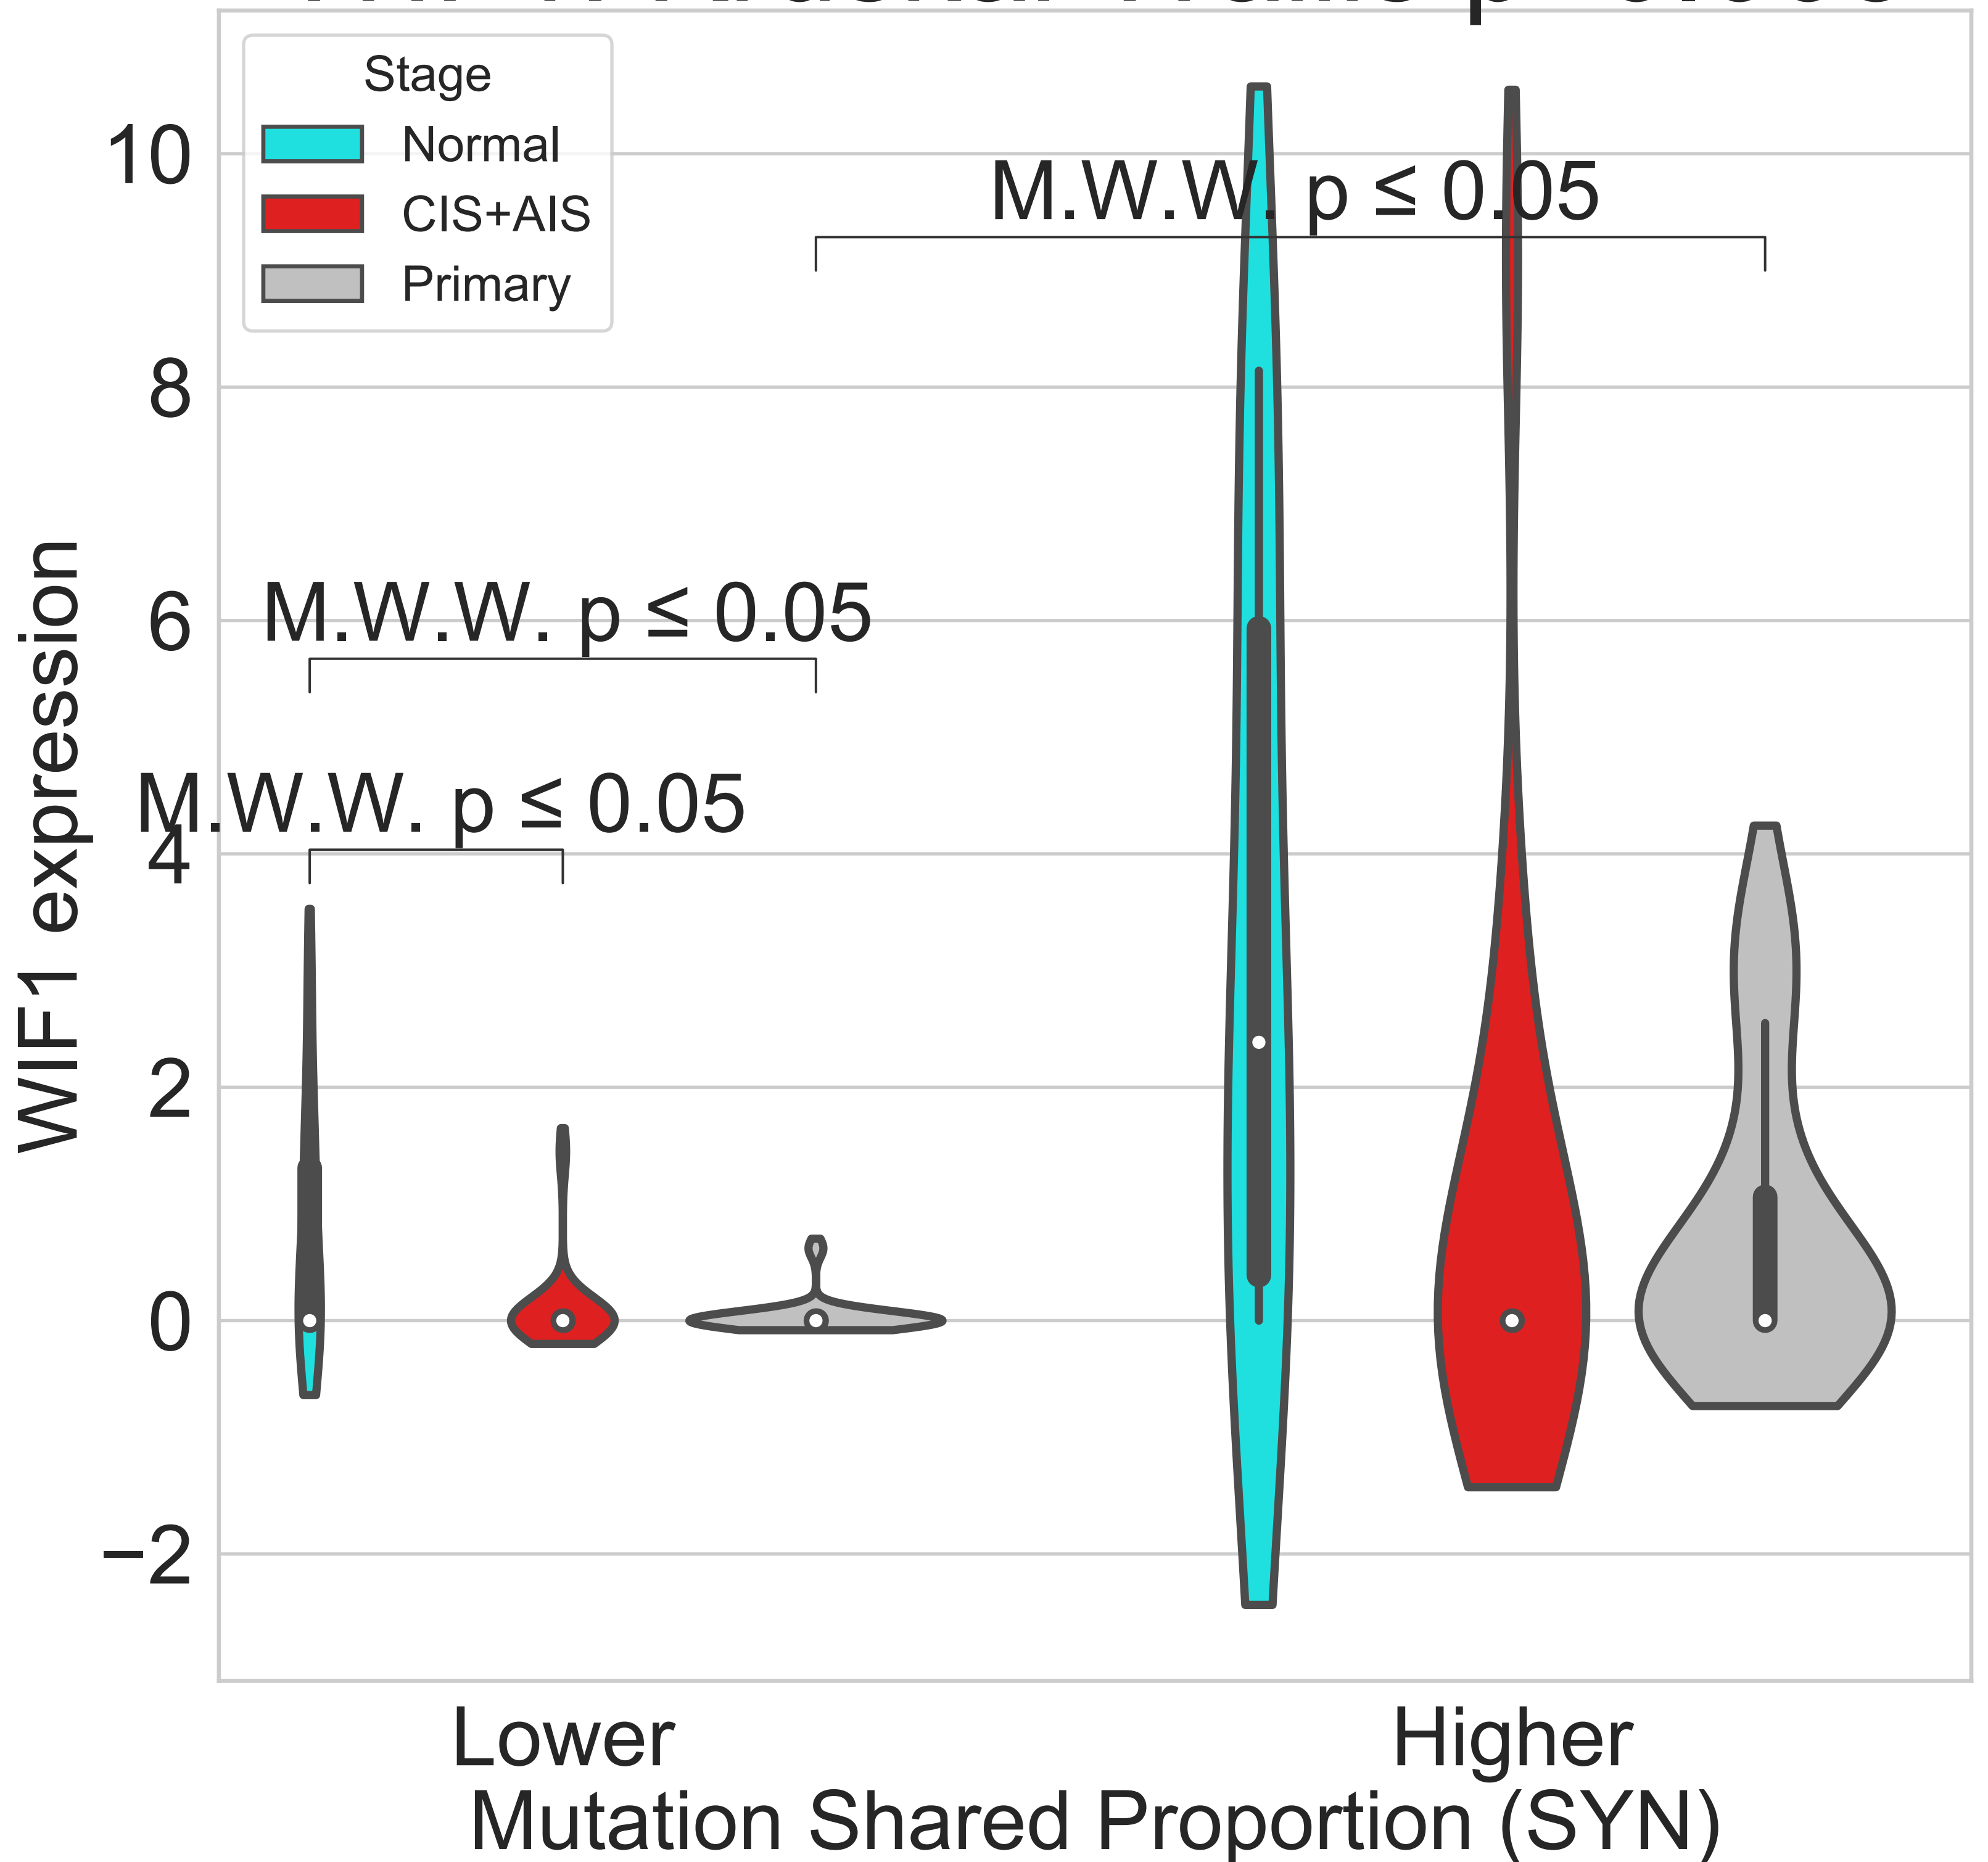 Stage
Normal
CIS+AIS
Primary
10
8
6
4
2
0
−2
WIF1 expression
M.W.W. p ≤ 0.05
M.W.W. p ≤ 0.05
M.W.W. p ≤ 0.05
Lower
Higher
Mutation Shared Proportion (SYN)